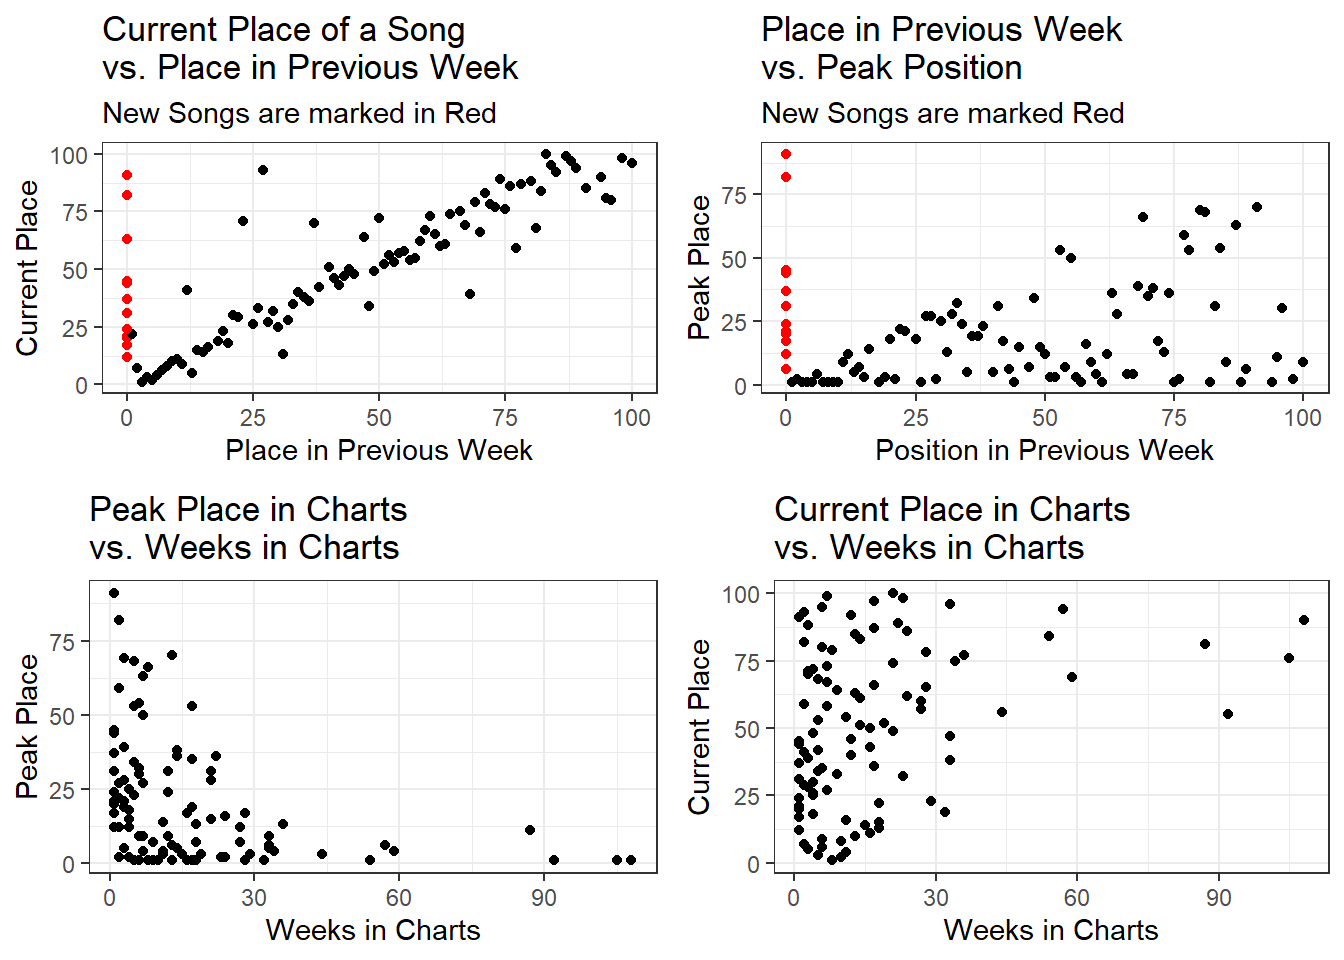 Current Place of a Song
vs. Place in Previous Week
New Songs are marked in Red
100
75
50
25
0
Current Place
0 25 50 75 100
Place in Previous Week
Place in Previous Week
vs. Peak Position
New Songs are marked Red
75
50
25
0
Peak Place
0 25 50 75 100
Position in Previous Week
Peak Place in Charts
vs. Weeks in Charts
75
50
25
0
Peak Place
0 30 60 90
Weeks in Charts
Current Place in Charts
vs. Weeks in Charts
100
75
50
25
0
Current Place
0 30 60 90
Weeks in Charts